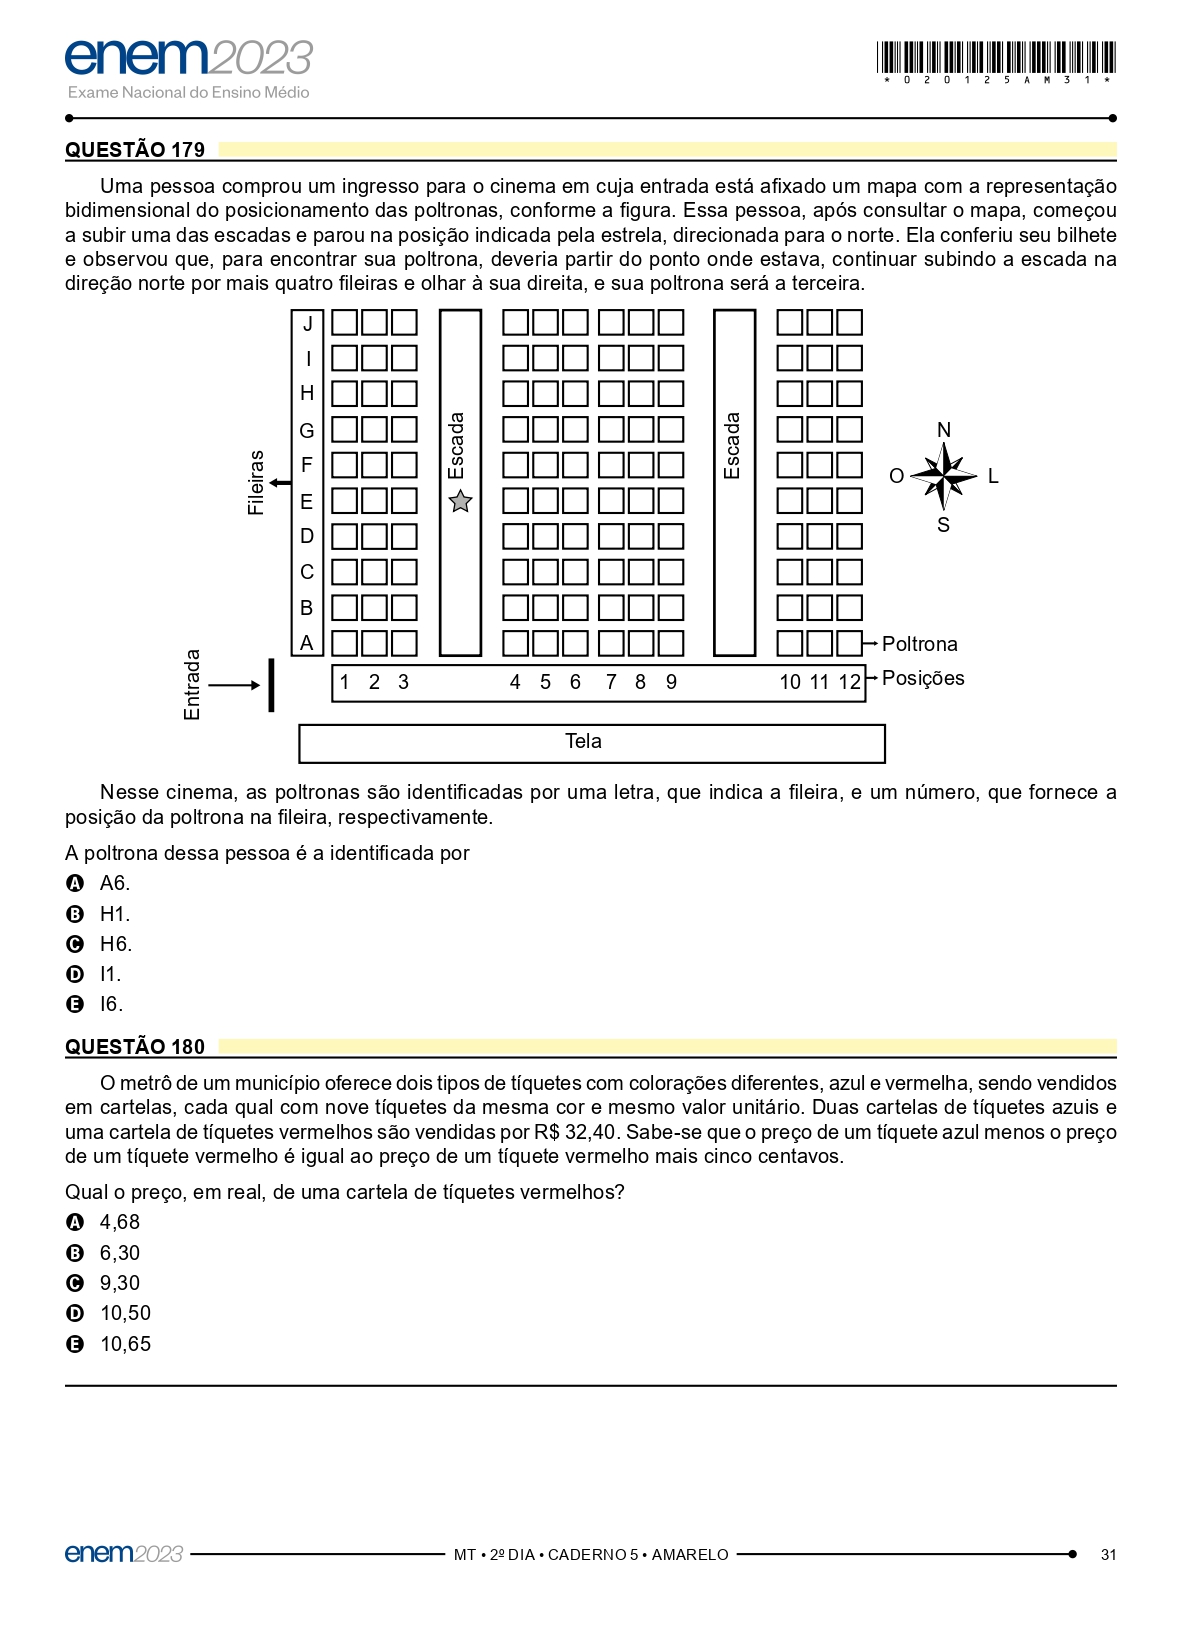 enem2023
Exame Nacional do Ensino Médio
*020125AM31*
QUESTÃO 179
Uma pessoa comprou um ingresso para o cinema em cuja entrada está afixado um mapa com a representação
bidimensional do posicionamento das poltronas, conforme a figura. Essa pessoa, após consultar o mapa, começou
a subir uma das escadas e parou na posição indicada pela estrela, direcionada para o norte. Ela conferiu seu bilhete
e observou que, para encontrar sua poltrona, deveria partir do ponto onde estava, continuar subindo a escada na
direção norte por mais quatro fileiras e olhar à sua direita, e sua poltrona será a terceira.
J
I
H
G
F
E
D
C
B
A
Fileiras
Escada
Escada
N
O
L
S
Entrada
Poltrona
1 2 3 4 5 6 7 8 9 10 11 12
Posições
Tela
Nesse cinema, as poltronas são identificadas por uma letra, que indica a fileira, e um número, que fornece a
posição da poltrona na fileira, respectivamente.
A poltrona dessa pessoa é a identificada por
A A6.
B H1.
C H6.
D I1.
E I6.
QUESTÃO 180
O metrô de um município oferece dois tipos de tíquetes com colorações diferentes, azul e vermelha, sendo vendidos
em cartelas, cada qual com nove tíquetes da mesma cor e mesmo valor unitário. Duas cartelas de tíquetes azuis e
uma cartela de tíquetes vermelhos são vendidas por R$ 32,40. Sabe-se que o preço de um tíquete azul menos o preço
de um tíquete vermelho é igual ao preço de um tíquete vermelho mais cinco centavos.
Qual o preço, em real, de uma cartela de tíquetes vermelhos?
A 4,68
B 6,30
C 9,30
D 10,50
E 10,65
enem2023
MT • 2º DIA • CADERNO 5 • AMARELO
31